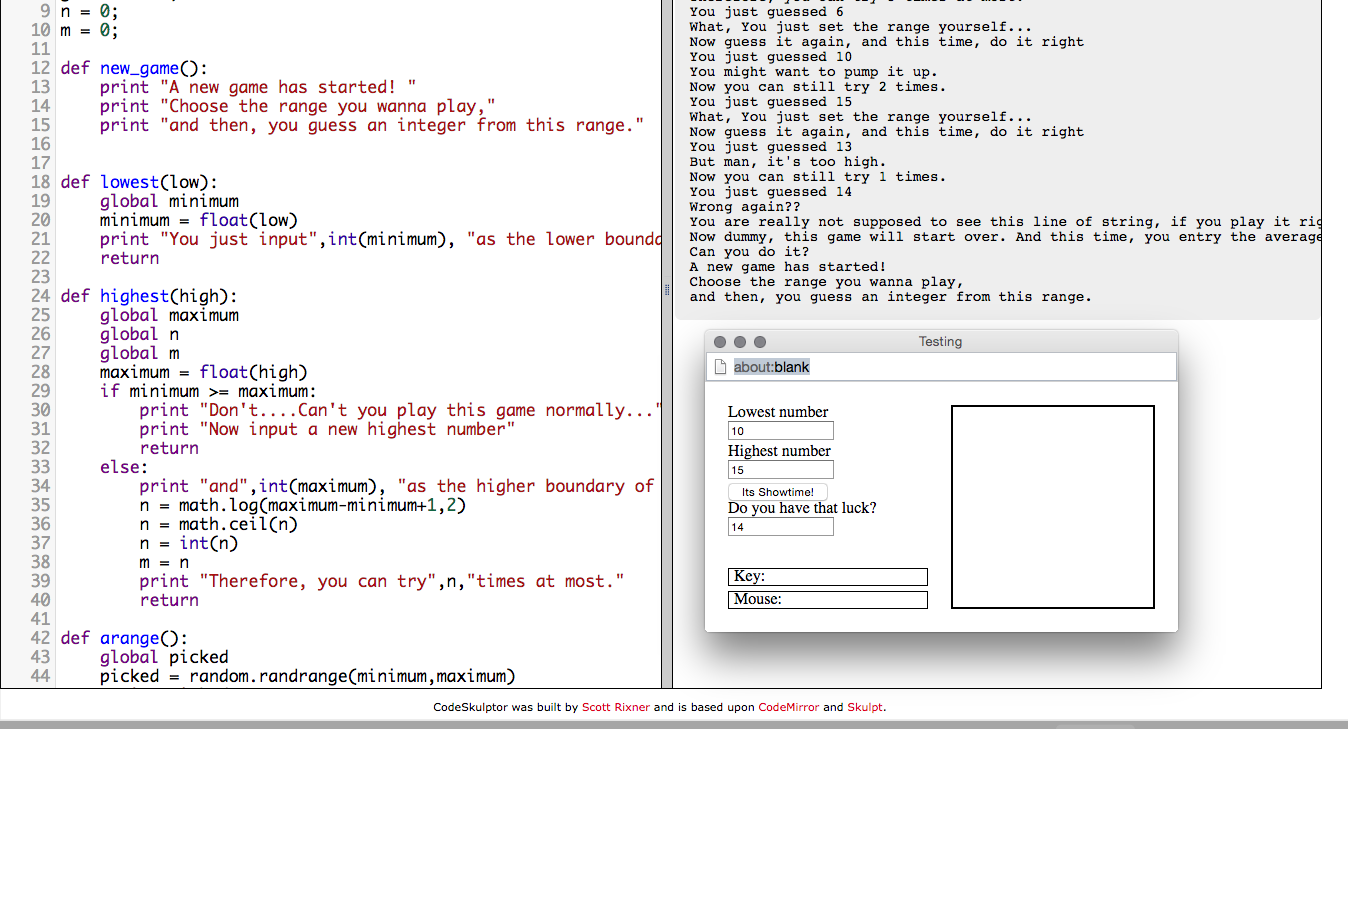 9 n = 0;
10 m = 0;
11
12 def new_game():
13 print "A new game has started! "
14 print "Choose the range you wanna play,"
15 print "and then, you guess an integer from this range."
16
17
18 def lowest(low):
19 global minimum
20 minimum = float(low)
21 print "You just input",int(minimum), "as the lower bounda
22 return
23
24 def highest(high):
25 global maximum
26 global n
27 global m
28 maximum = float(high)
29 if minimum >= maximum:
30 print "Don't....Can't you play this game normally..."
31 print "Now input a new highest number"
32 return
33 else:
34 print "and",int(maximum), "as the higher boundary of
35 n = math.log(maximum-minimum+1,2)
36 n = math.ceil(n)
37 n = int(n)
38 m = n
39 print "Therefore, you can try",n,"times at most."
40 return
41
42 def arange():
43 global picked
44 picked = random.randrange(minimum,maximum)
You just guessed 6
What, You just set the range yourself...
Now guess it again, and this time, do it right
You just guessed 10
You might want to pump it up.
Now you can still try 2 times.
You just guessed 15
What, You just set the range yourself...
Now guess it again, and this time, do it right
You just guessed 13
But man, it's too high.
Now you can still try 1 times.
You just guessed 14
Wrong again??
You are really not supposed to see this line of string, if you play it rig
Now dummy, this game will start over. And this time, you entry the average
Can you do it?
A new game has started!
Choose the range you wanna play,
and then, you guess an integer from this range.
Testing
about:blank
Lowest number
10
Highest number
15
Its Showtime!
Do you have that luck?
14
Key:
Mouse:
CodeSkulptor was built by Scott Rixner and is based upon CodeMirror and Skulpt.